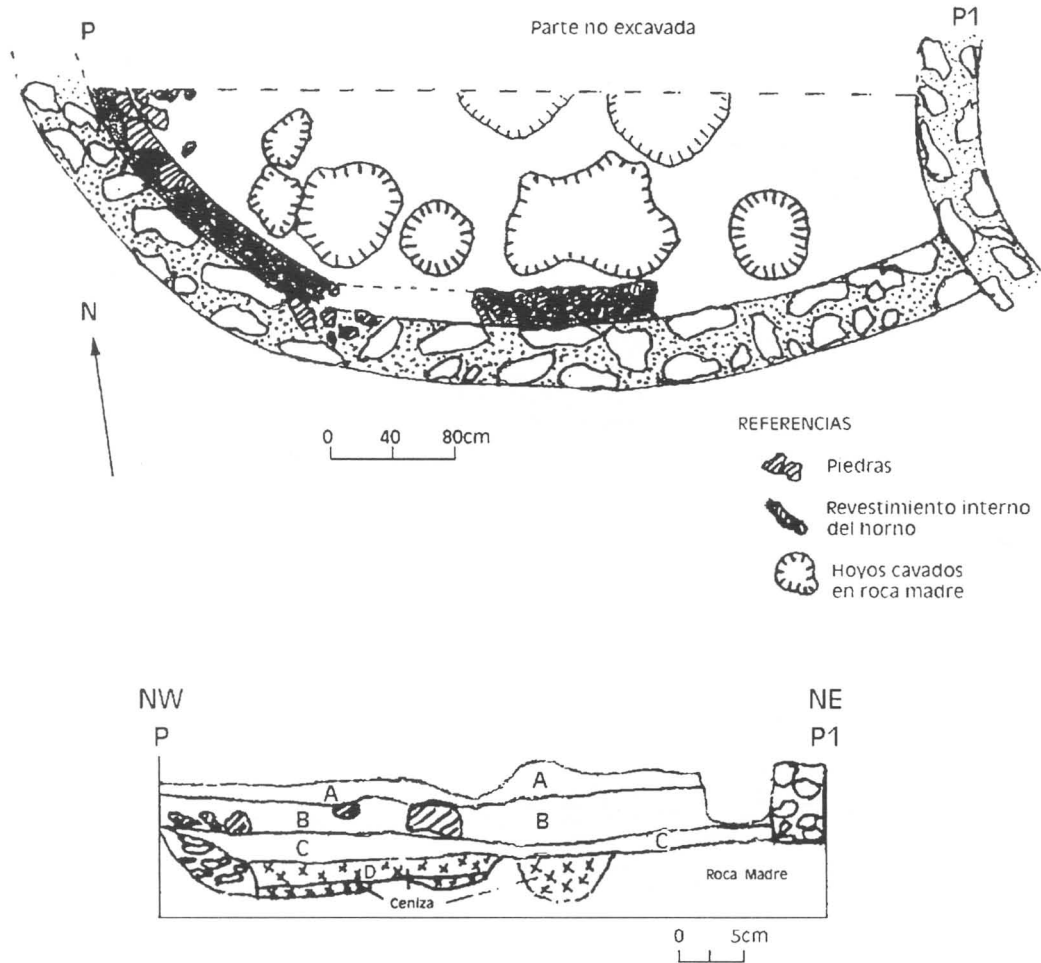 P
Parte no excavada
P1
N
0 40 80cm
REFERENCIAS
Piedras
Revestimiento interno
del horno
Hoyos cavados
en roca madre
NW
NE
P
P1
A
A
B
B
C
C
D
Ceniza
Roca Madre
0 5cm